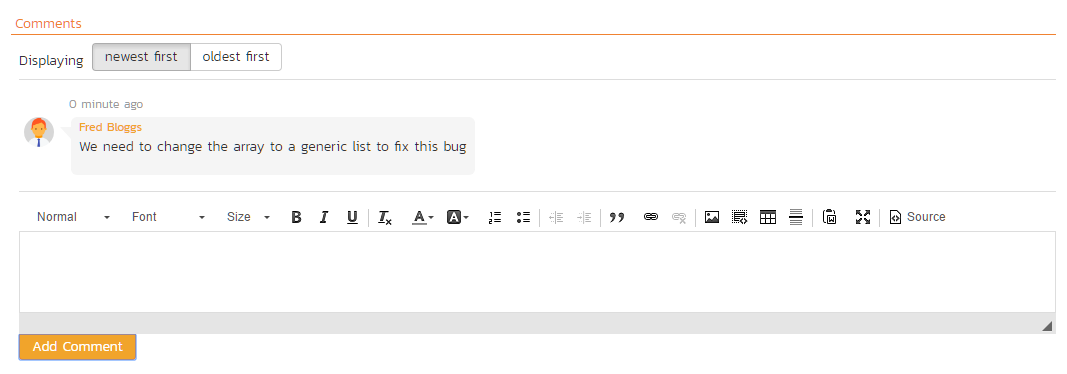 Comments
Displaying newest first oldest first
0 minute ago
Fred Bloggs
We need to change the array to a generic list to fix this bug
Normal Font Size B I U Tx A A Source
Add Comment